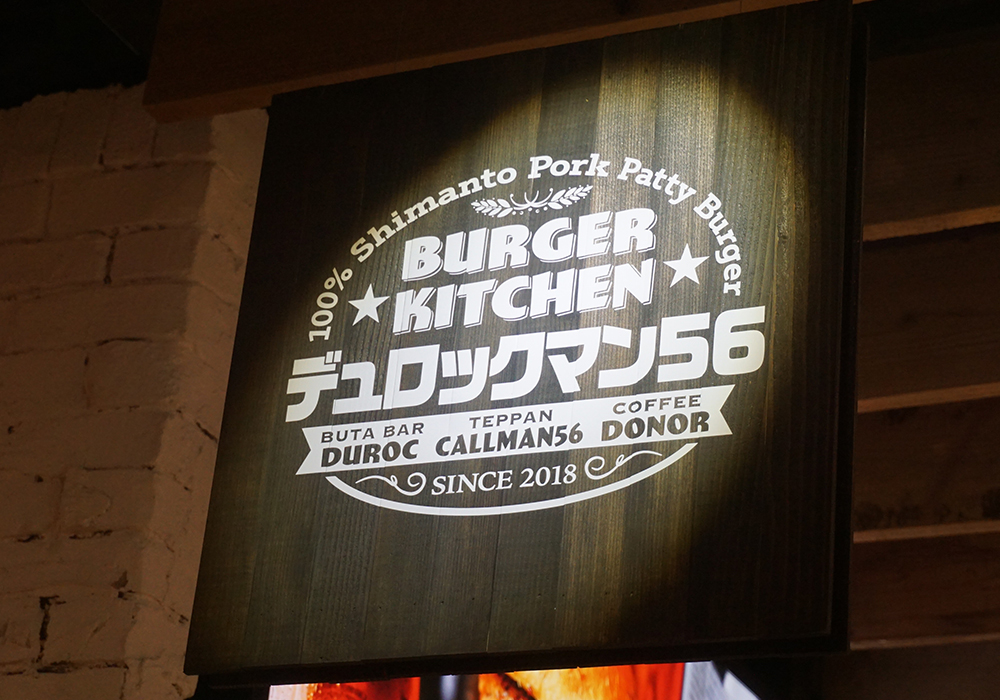 100% Shimanto Pork Patty Burger
BURGER
KITCHEN
デュロックマン56
BUTA BAR TEPPAN COFFEE
DUROC CALLMAN56 DONOR
SINCE 2018